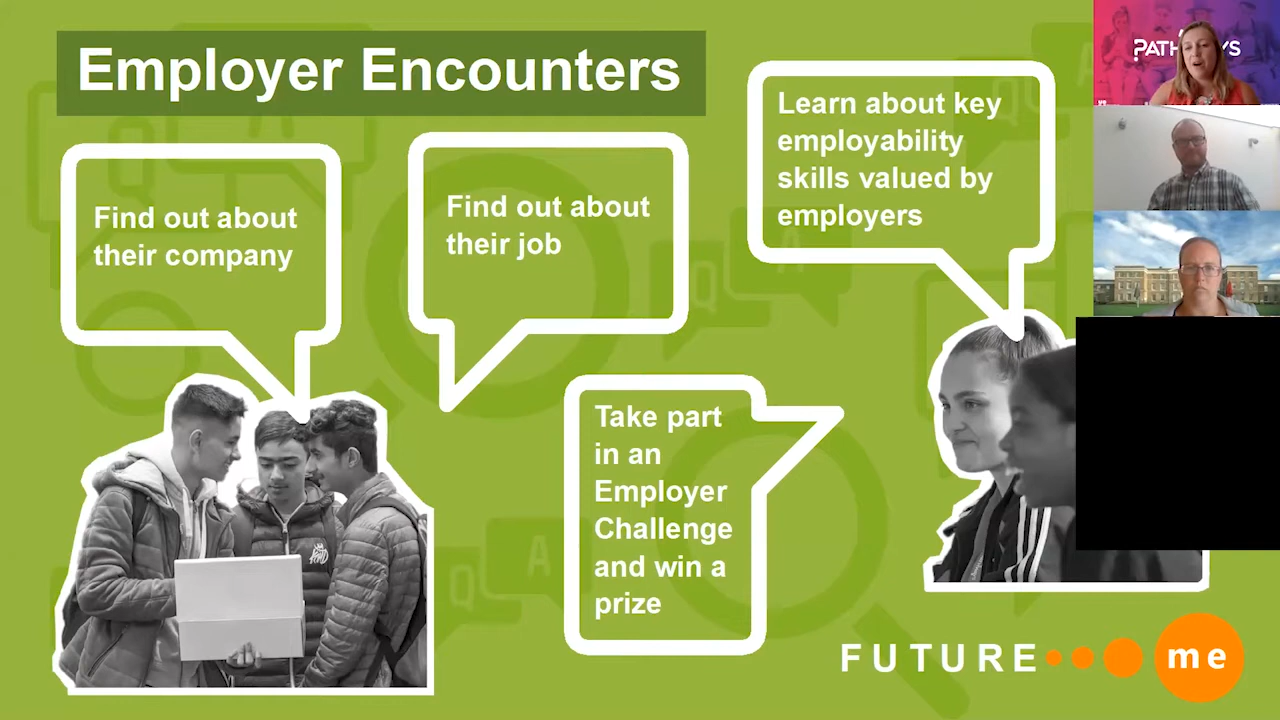 Employer Encounters
Find out about
their company
Find out about
their job
Learn about key
employability
skills valued by
employers
Take part
in an
Employer
Challenge
and win a
prize
FUTURE me